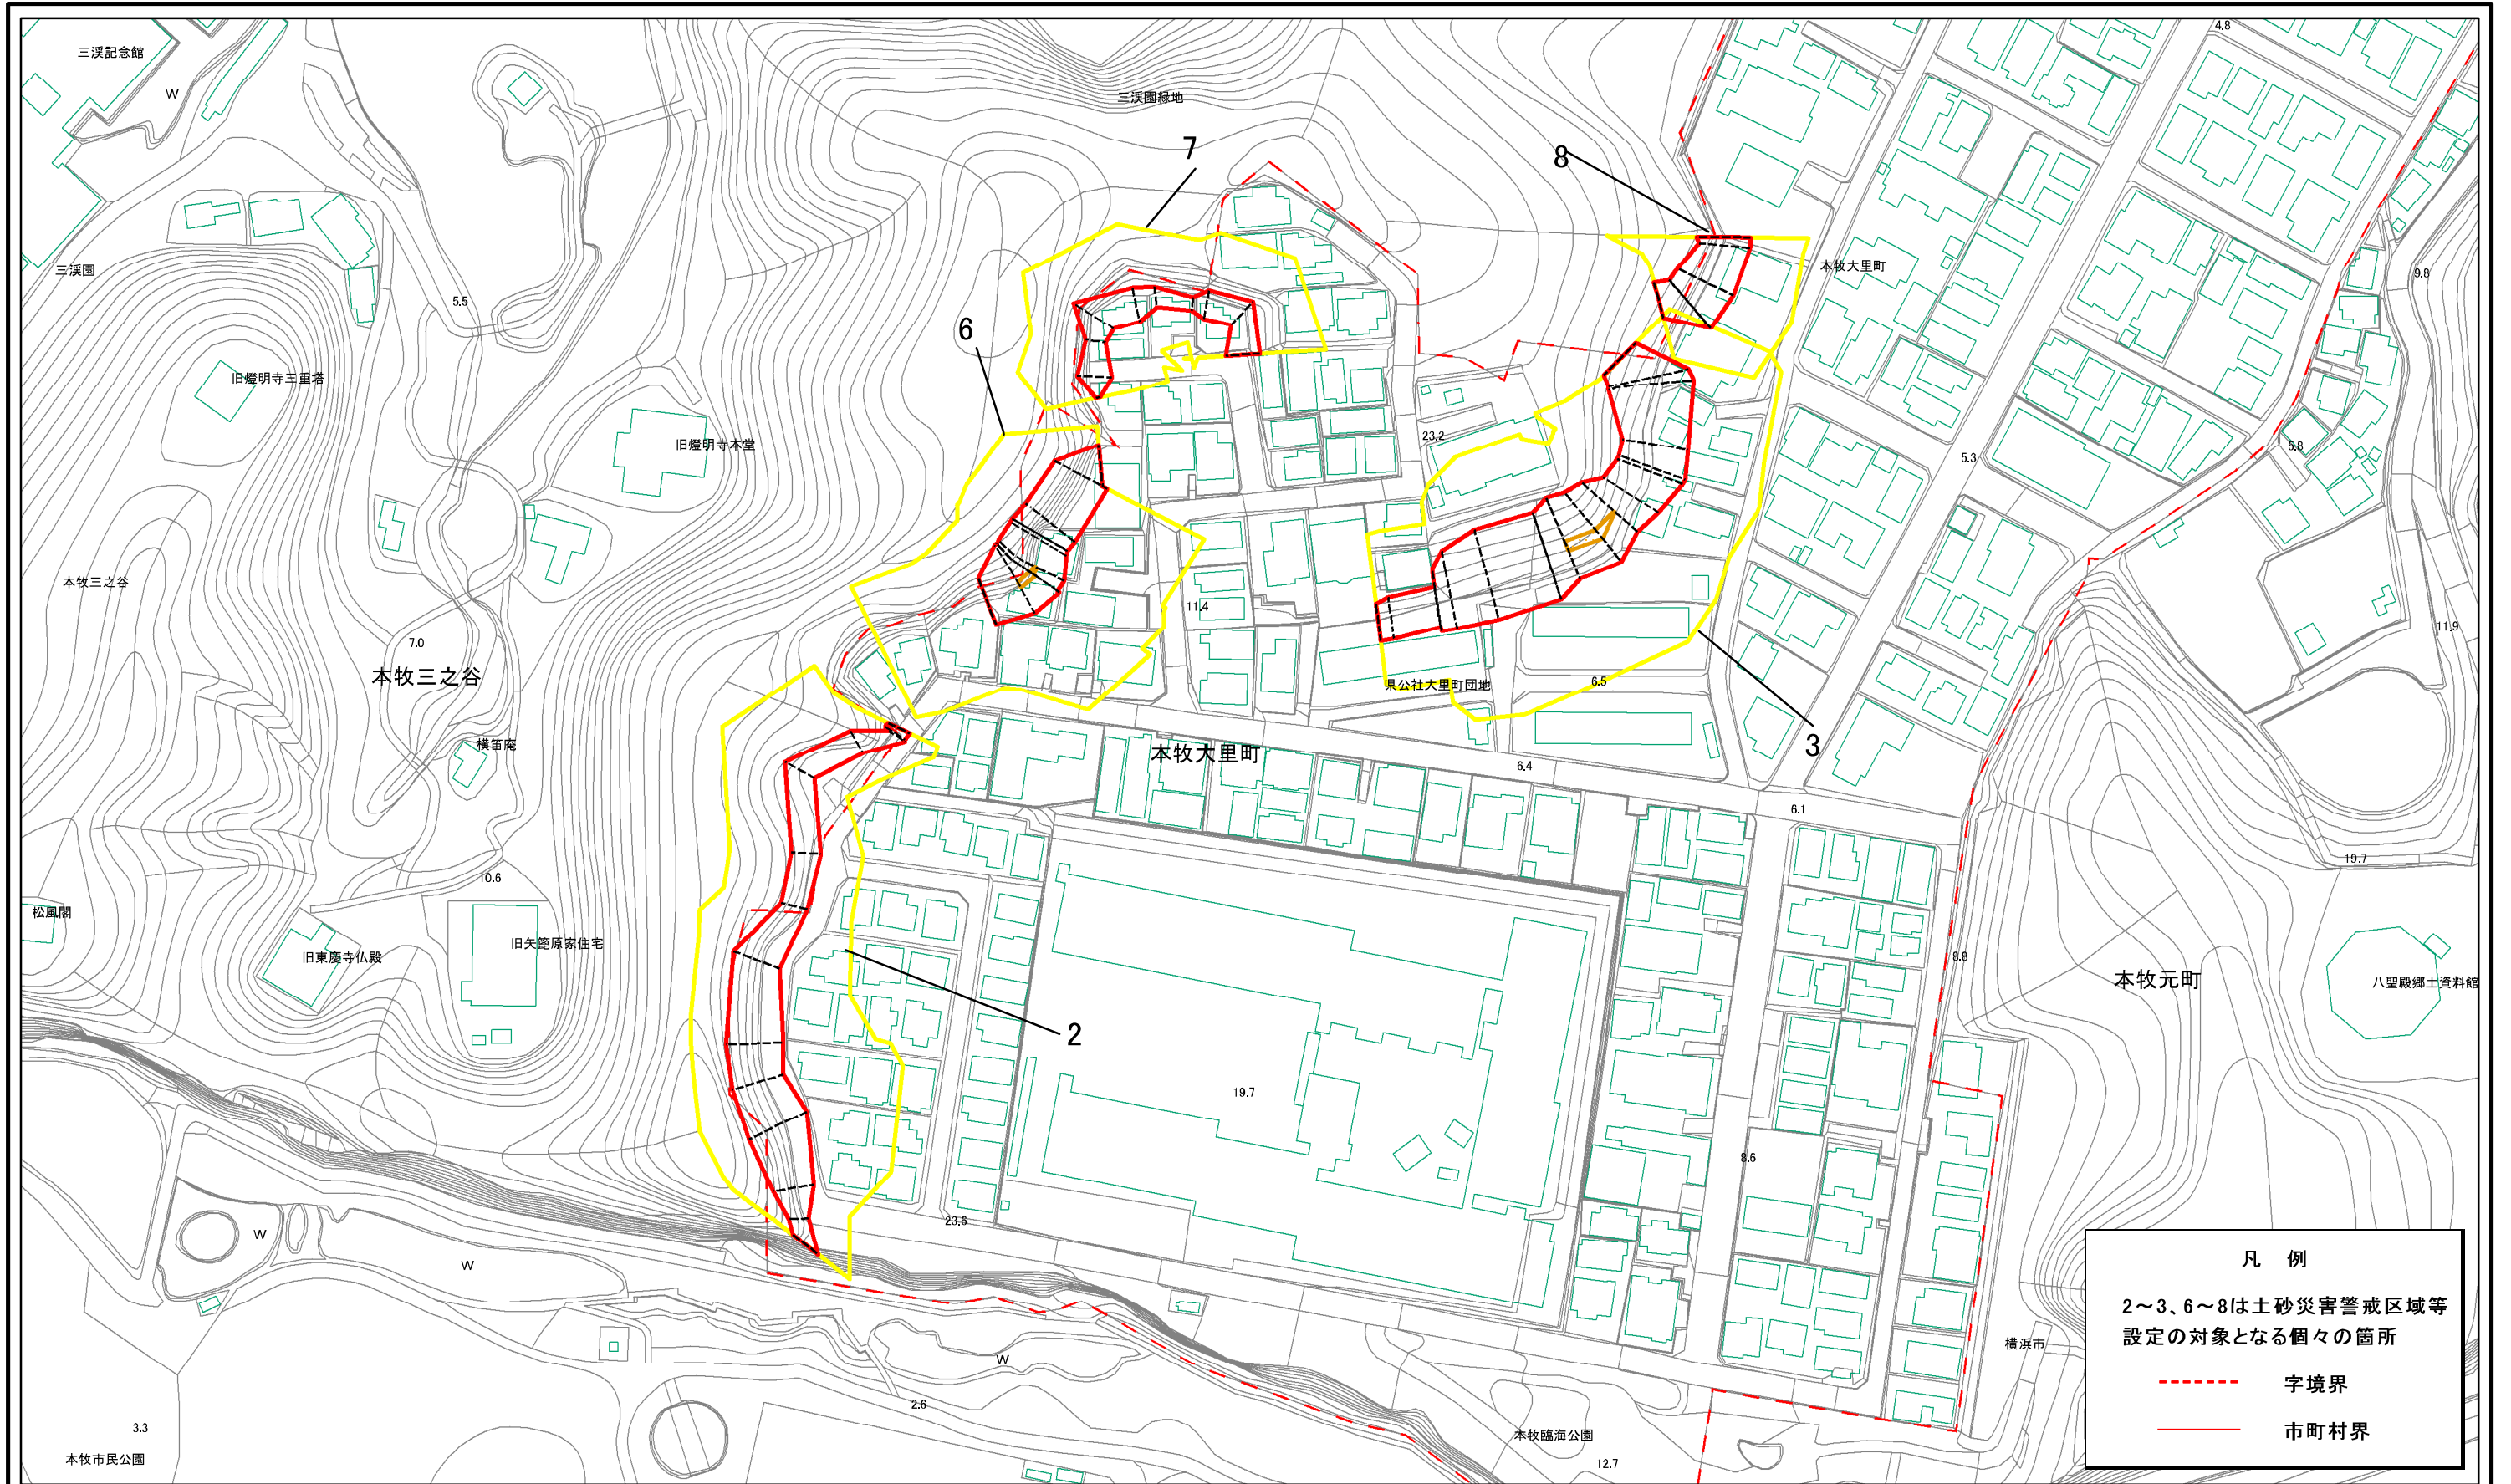 4.8
三渓記念館
W
三渓園緑地
7
8
三渓園
本牧大里町
9.8
5.5
6
旧燈明寺三重塔
旧燈明寺本堂
23.2
5.3
5.8
本牧三之谷
11.4
11.9
7.0
本牧三之谷
県公社大里町団地
6.5
横笛庵
本牧大里町
3
6.4
6.1
19.7
10.6
松風閣
旧矢箆原家住宅
旧東慶寺仏殿
8.8
本牧元町
八聖殿郷土資料館
2
19.7
8.6
23.6
W
W
凡 例
2～3、6～8は土砂災害警戒区域等
設定の対象となる個々の箇所
字境界
市町村界
横浜市
W
2.6
3.3
本牧市民公園
本牧臨海公園
12.7